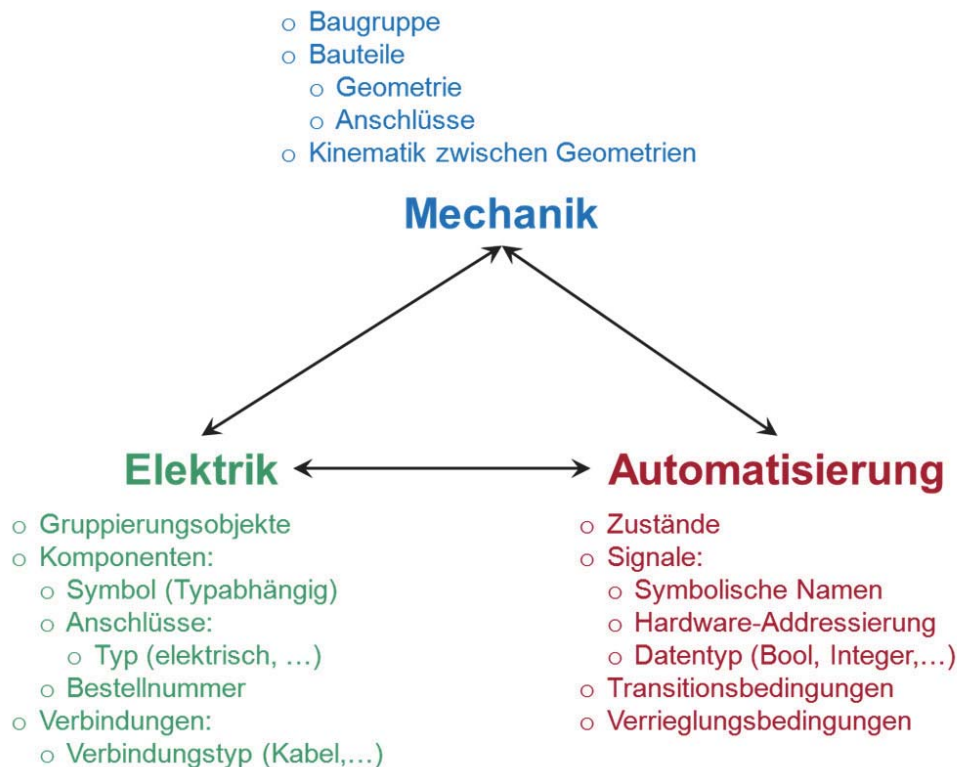 ○ Baugruppe
○ Bauteile
○ Geometrie
○ Anschlüsse
○ Kinematik zwischen Geometrien
Mechanik
Elektrik
○ Gruppierungsobjekte
○ Komponenten:
○ Symbol (Typabhängig)
○ Anschlüsse:
○ Typ (elektrisch, …)
○ Bestellnummer
○ Verbindungen:
○ Verbindungstyp (Kabel,…)
Automatisierung
○ Zustände
○ Signale:
○ Symbolische Namen
○ Hardware-Addressierung
○ Datentyp (Bool, Integer,…)
○ Transitionsbedingungen
○ Verrieglungsbedingungen